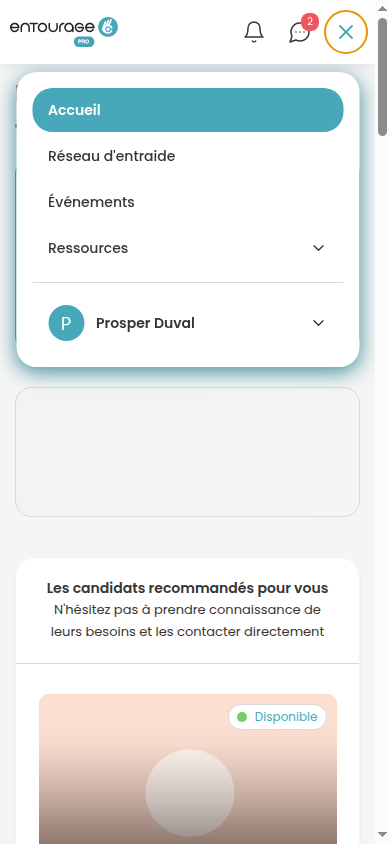 entourage
PRO
2
Accueil
Réseau d'entraide
Événements
Ressources
P
Prosper Duval
Les candidats recommandés pour vous
N'hésitez pas à prendre connaissance de
leurs besoins et les contacter directement
Disponible